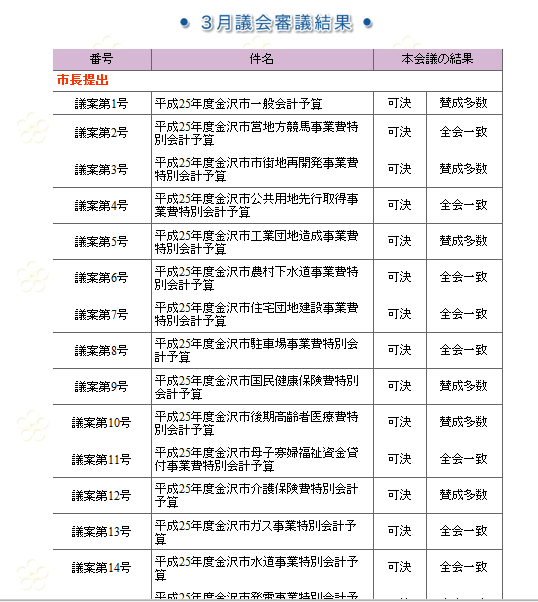 ● 3月議会審議結果 ●
番号 件名 本会議の結果
市長提出
議案第1号 平成25年度金沢市一般会計予算 可決 賛成多数
議案第2号 平成25年度金沢市営地方競馬事業費特 可決 全会一致
別会計予算
議案第3号 平成25年度金沢市市街地再開発事業費 可決 賛成多数
特別会計予算
議案第4号 平成25年度金沢市公共用地先行取得事 可決 全会一致
業費特別会計予算
議案第5号 平成25年度金沢市工業団地造成事業費 可決 賛成多数
特別会計予算
議案第6号 平成25年度金沢市農村下水道事業費特 可決 全会一致
別会計予算
議案第7号 平成25年度金沢市住宅団地建設事業費 可決 全会一致
特別会計予算
議案第8号 平成25年度金沢市駐車場事業費特別会 可決 全会一致
計予算
議案第9号 平成25年度金沢市国民健康保険費特別 可決 賛成多数
会計予算
議案第10号 平成25年度金沢市後期高齢者医療費特 可決 賛成多数
別会計予算
議案第11号 平成25年度金沢市母子寡婦福祉資金貸 可決 全会一致
付事業費特別会計予算
議案第12号 平成25年度金沢市介護保険費特別会計 可決 賛成多数
予算
議案第13号 平成25年度金沢市ガス事業特別会計予 可決 全会一致
算
議案第14号 平成25年度金沢市水道事業特別会計予 可決 全会一致
算
平成25年度金沢市発電事業特別会計予